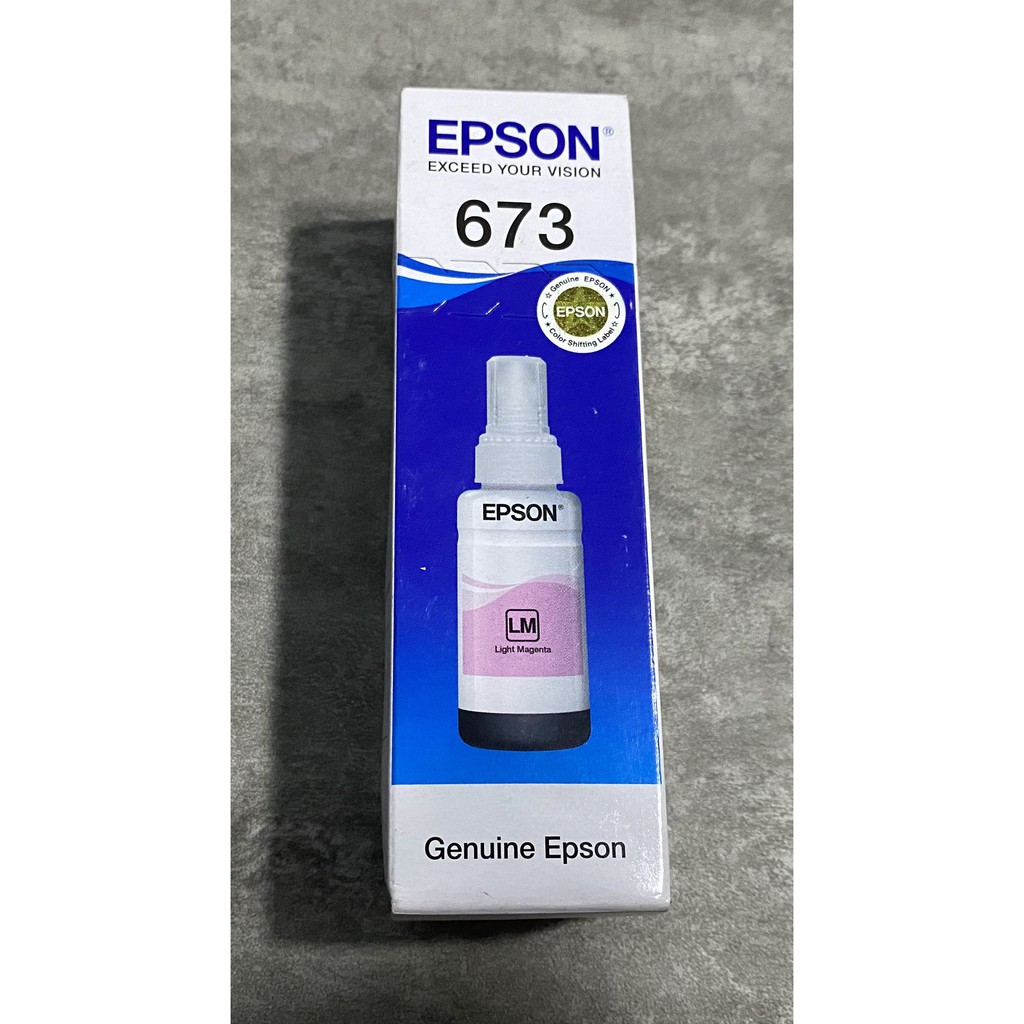 EPSON®
EXCEED YOUR VISION
673
Genuine EPSON
EPSON
Color Shifting Label
EPSON®
LM
Light Magenta
Genuine Epson